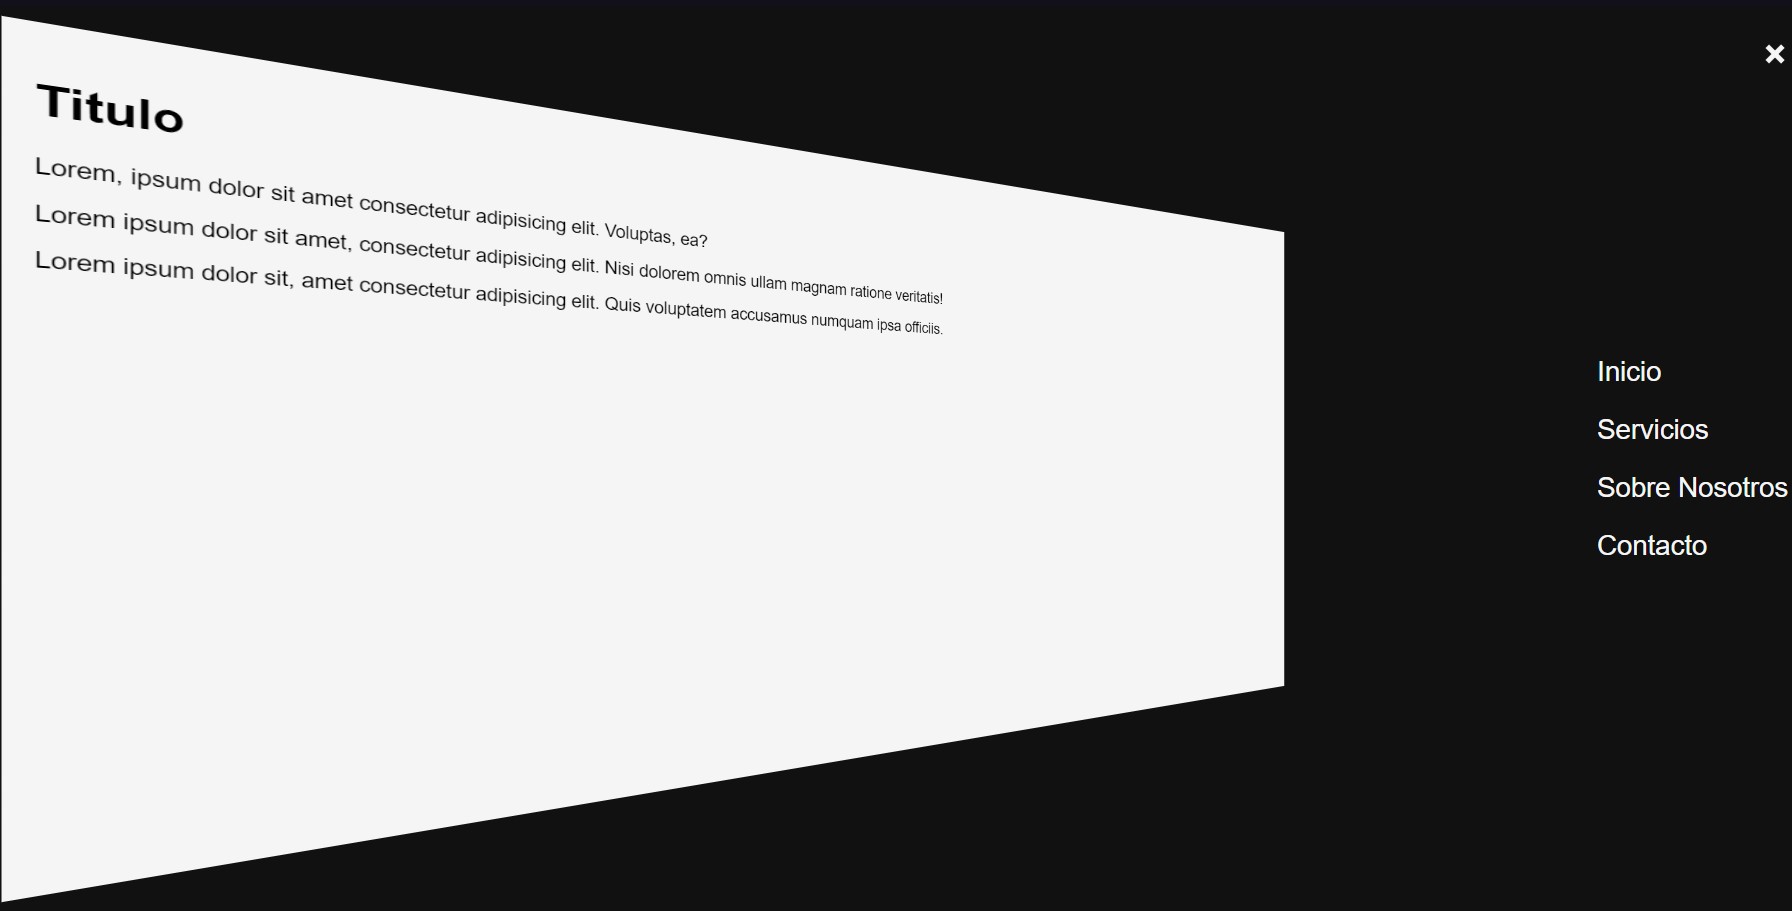 Titulo
Lorem, ipsum dolor sit amet consectetur adipisicing elit. Voluptas, ea?
Lorem ipsum dolor sit amet, consectetur adipisicing elit. Nisi dolorem omnis ullam magnam ratione veritatis!
Lorem ipsum dolor sit, amet consectetur adipisicing elit. Quis voluptatem accusamus numquam ipsa officiis.
Inicio
Servicios
Sobre Nosotros
Contacto